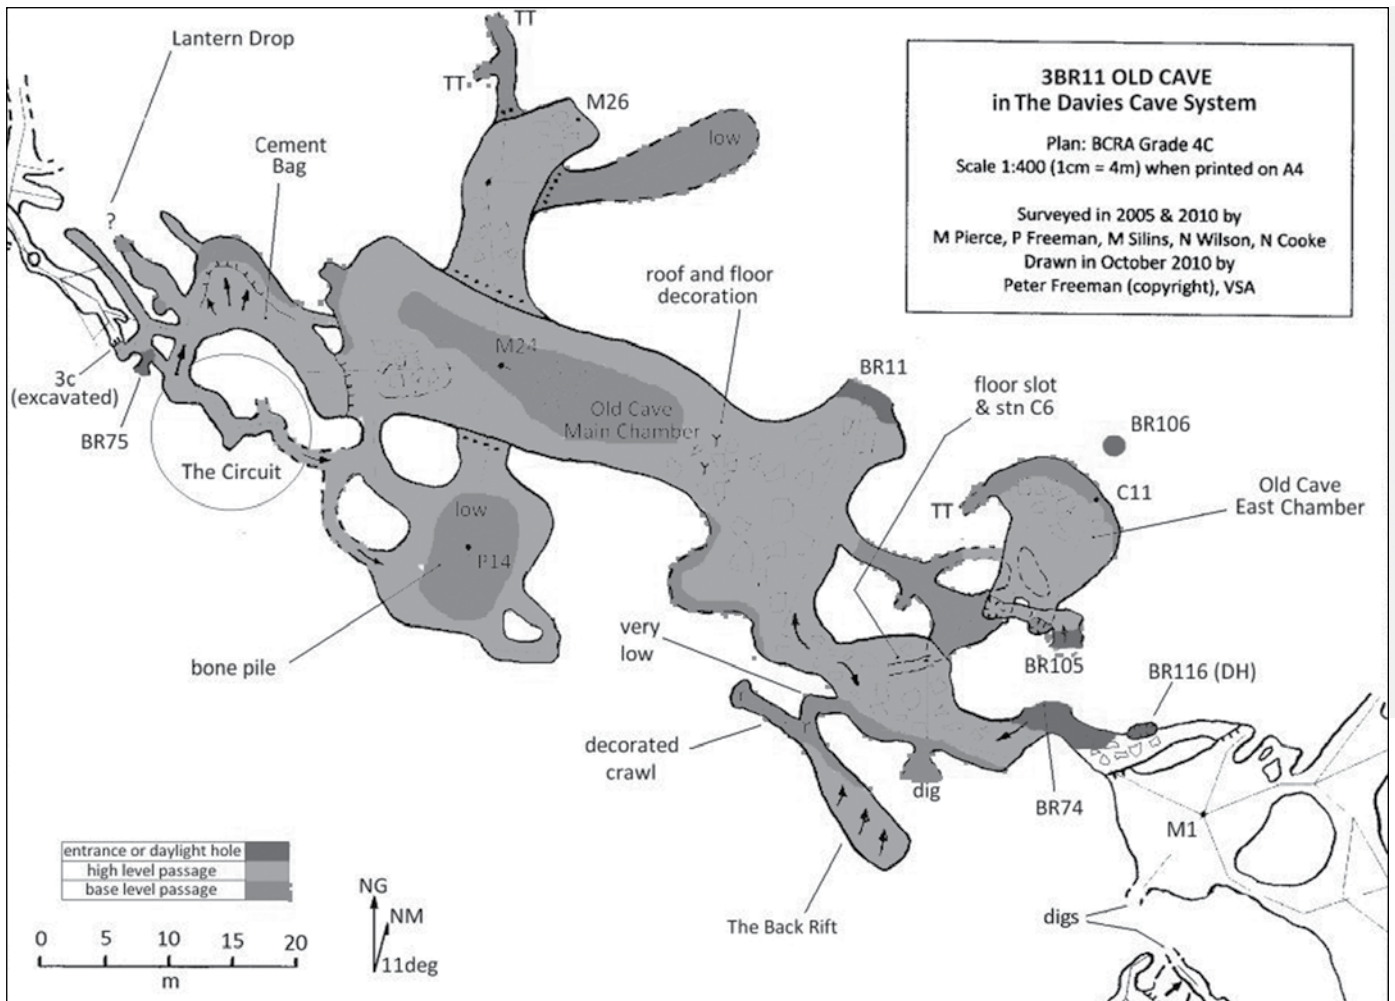 TT
Lantern Drop
TT
M26
low
Cement
Bag
?
3BR11 OLD CAVE
in The Davies Cave System
Plan: BCRA Grade 4C
Scale 1:400 (1cm = 4m) when printed on A4
Surveyed in 2005 & 2010 by
M Pierce, P Freeman, M Silins, N Wilson, N Cooke
Drawn in October 2010 by
Peter Freeman (copyright), VSA
roof and floor
decoration
M24
Old Cave
Main Chamber
BR11
3c
(excavated)
BR75
The Circuit
floor slot
& stn C6
BR106
C11
Old Cave
East Chamber
TT
Y
Y
low
P14
bone pile
very
low
BR105
BR116 (DH)
decorated
crawl
Y
dig
BR74
M1
entrance or daylight hole
high level passage
base level passage
NG
NM
11deg
0 5 10 15 20
m
The Back Rift
digs